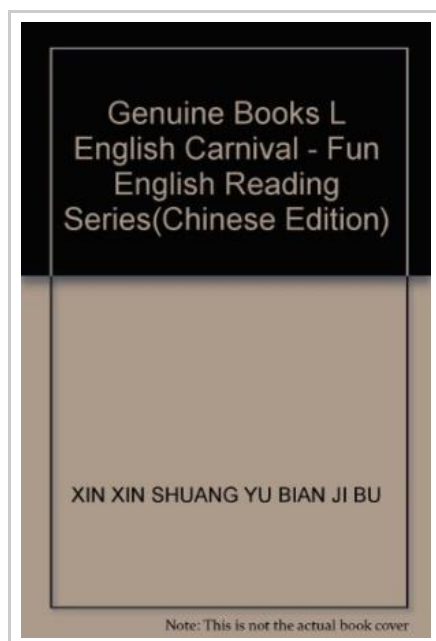 Genuine Books L
English Carnival - Fun
English Reading
Series(Chinese Edition)
XIN XIN SHUANG YU BIAN JI BU
Note: This is not the actual book cover